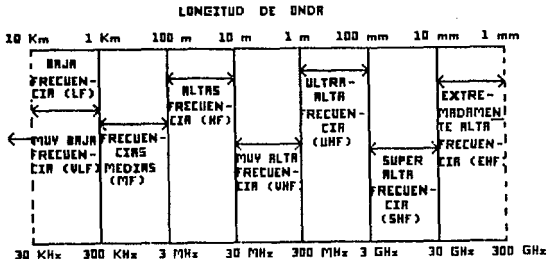 LONGITUD DE ONDA
10 Km 1 Km 100 m 10 m 1 m 100 mm 10 mm 1 mm
BAJA
FRECUEN-
CIA (LF)
MUY BAJA
FRECUEN-
CIA (VLF)
FRECUEN-
CIAS
MEDIAS
(MF)
ALTAS
FRECUEN-
CIA (HF)
MUY ALTA
FRECUEN-
CIA (VHF)
ULTRA-
ALTA
FRECUEN-
CIA
(UHF)
SUPER
ALTA
FRECUEN-
CIA
(SHF)
EXTRE-
MADAMEN
TE ALTA
FRECUEN-
CIA (EHF)
30 KHz 300 KHz 3 MHz 30 MHz 300 MHz 3 GHz 30 GHz 300 GHz